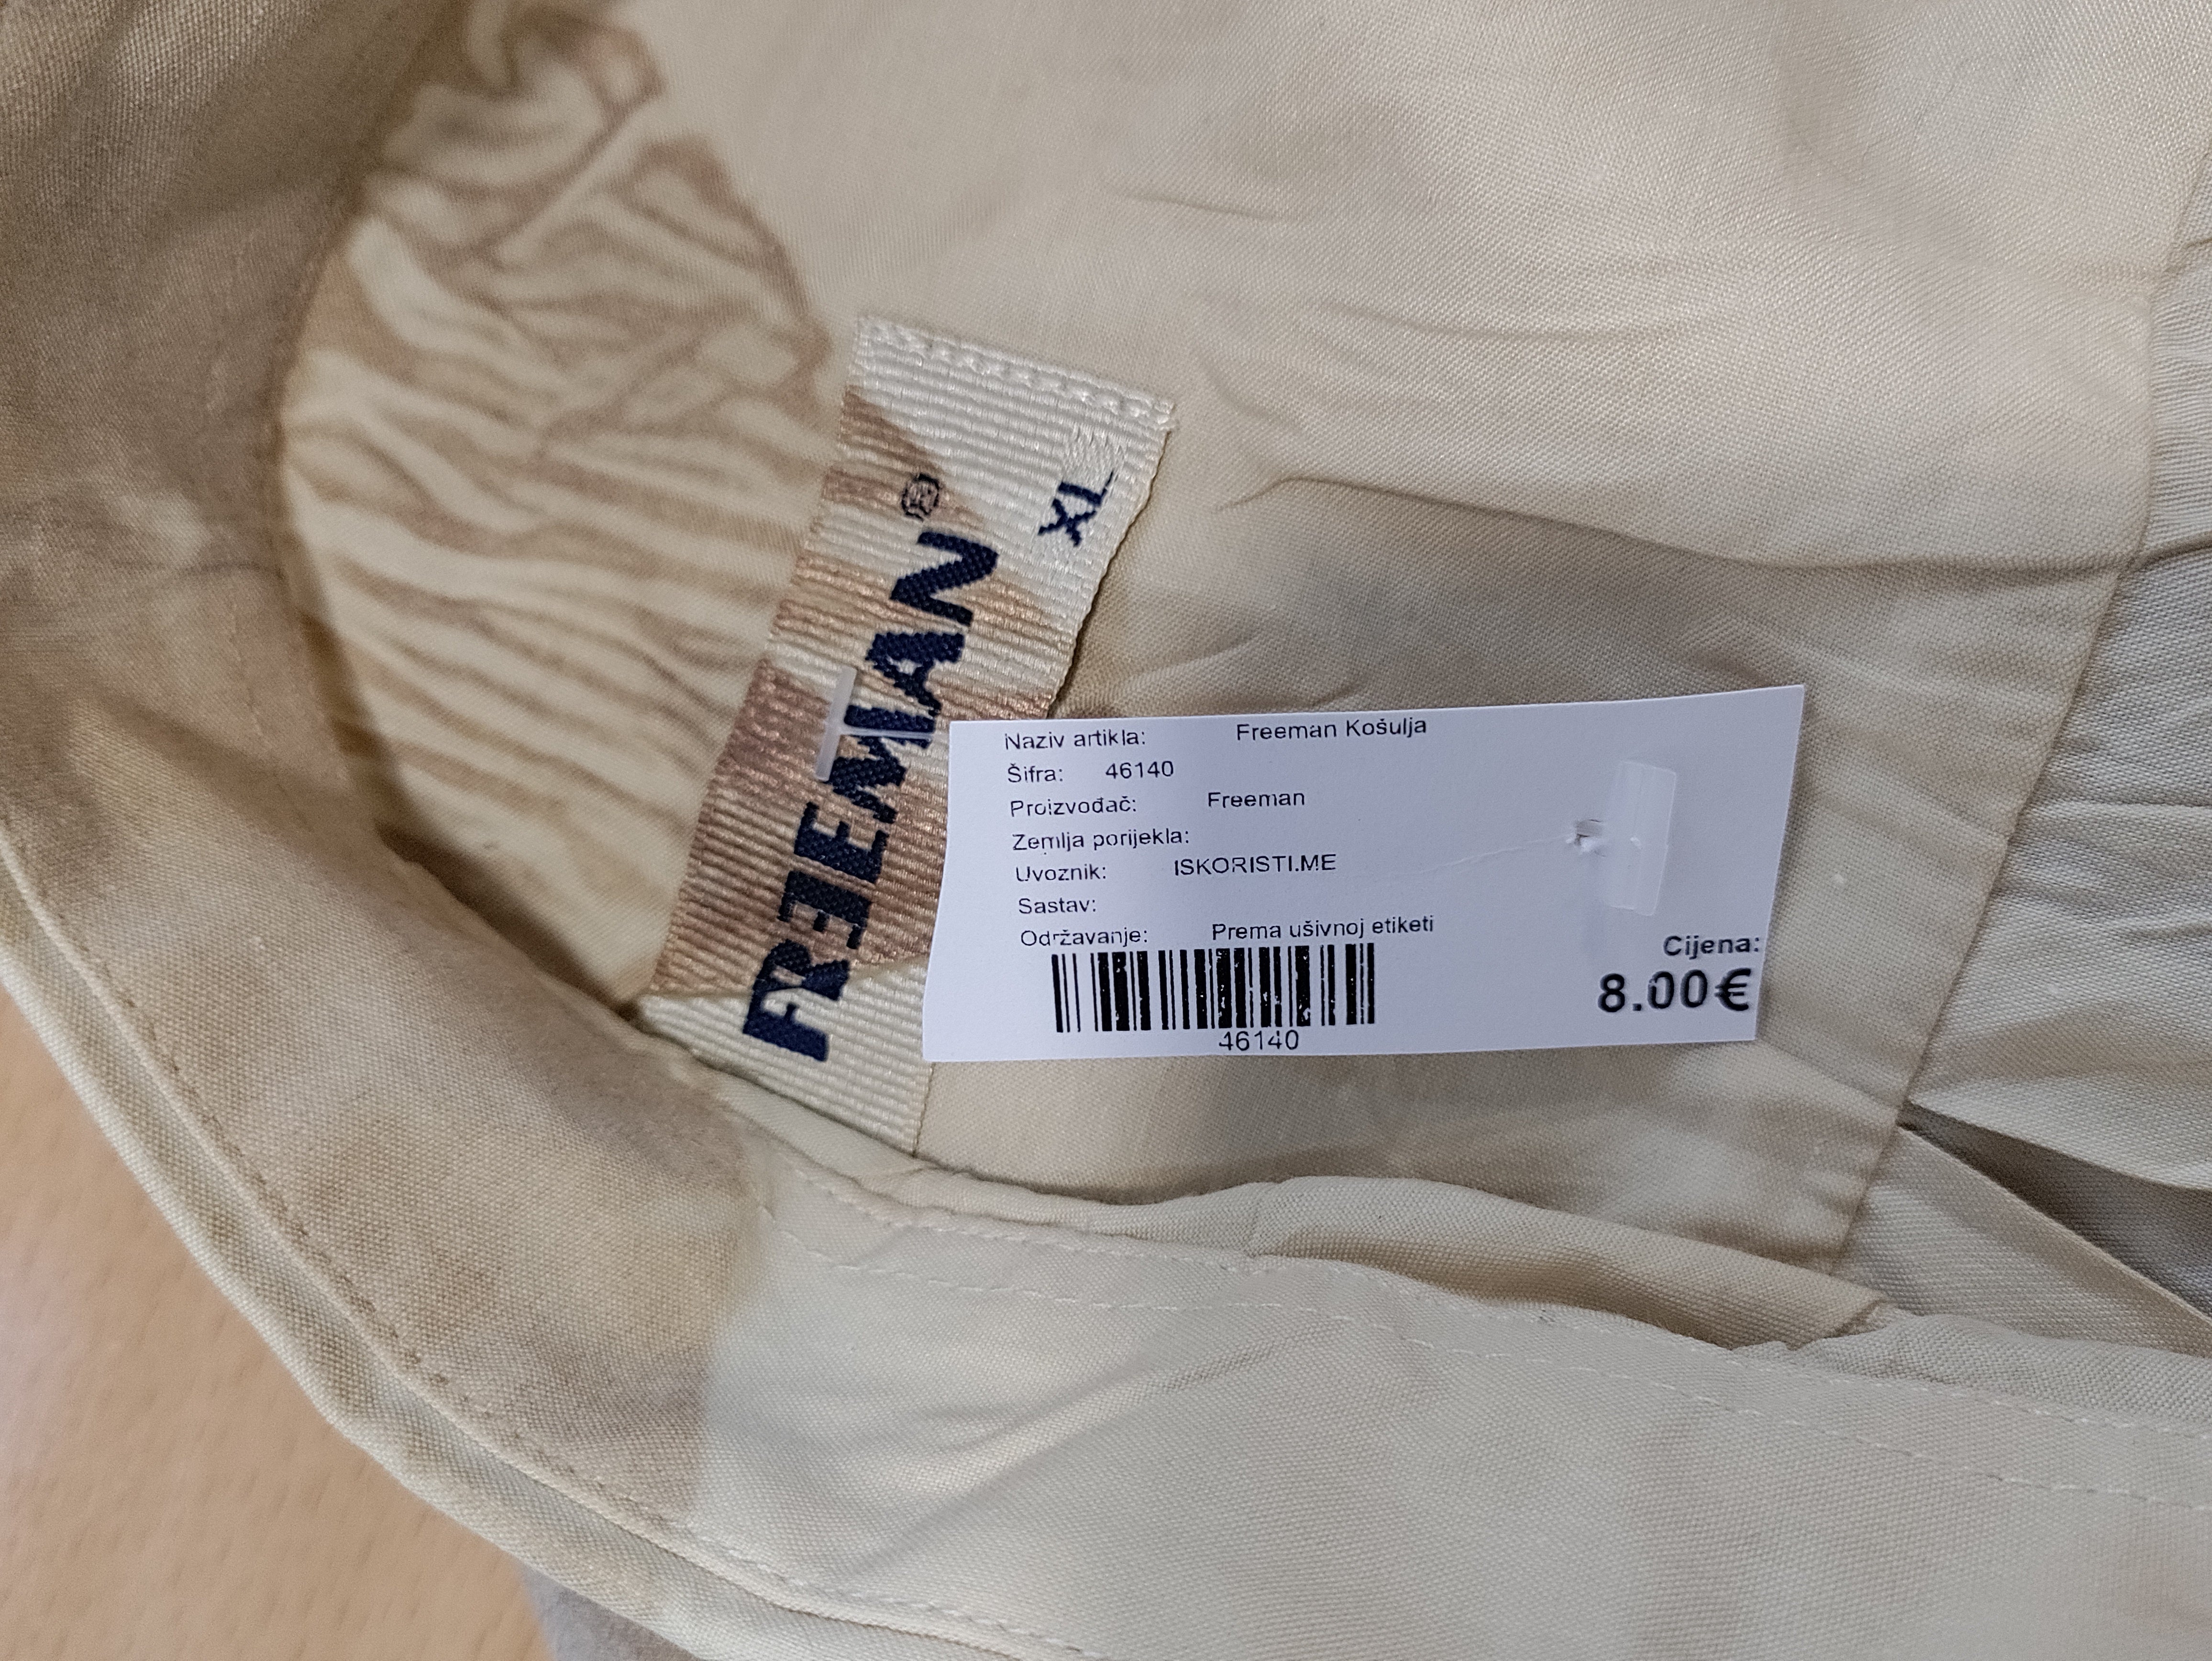 FREEMAN®
XL
Naziv artikla: Freeman Košulja
Šifra: 46140
Proizvođač: Freeman
Zemlja porijekla:
Uvoznik: ISKORISTI.ME
Sastav:
Održavanje: Prema ušivnoj etiketi
46140
Cijena:
8.00€